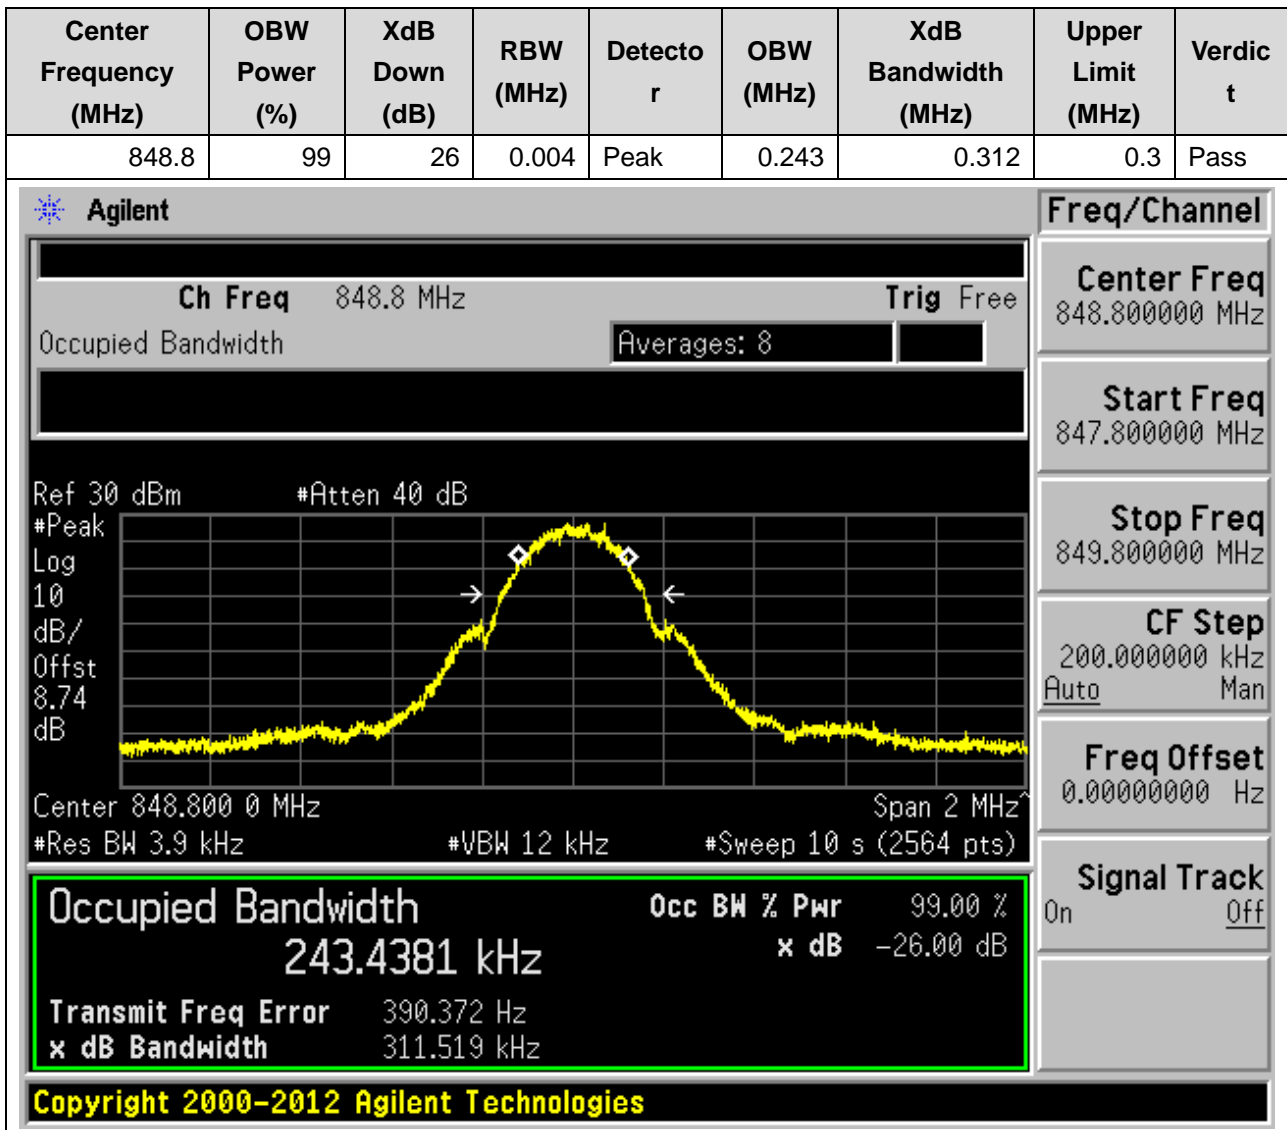 Center Frequency (MHz) OBW Power (%) XdB Down (dB) RBW (MHz) Detecto r OBW (MHz) XdB Bandwidth (MHz) Upper Limit (MHz) Verdic t
848.8 99 26 0.004 Peak 0.243 0.312 0.3 Pass
Agilent
Freq/Channel
Ch Freq 848.8 MHz Trig Free
Occupied Bandwidth Averages: 8
Center Freq
848.800000 MHz
Start Freq
847.800000 MHz
Stop Freq
849.800000 MHz
CF Step
200.000000 kHz
Auto Man
Freq Offset
0.00000000 Hz
Signal Track
On Off
Ref 30 dBm #Atten 40 dB
#Peak
Log
10
dB/
Offst
8.74
dB
Center 848.800 0 MHz Span 2 MHz^
#Res BW 3.9 kHz #VBW 12 kHz #Sweep 10 s (2564 pts)
Occupied Bandwidth Occ BW % Pwr 99.00 %
243.4381 kHz x dB -26.00 dB
Transmit Freq Error 390.372 Hz
x dB Bandwidth 311.519 kHz
Copyright 2000-2012 Agilent Technologies